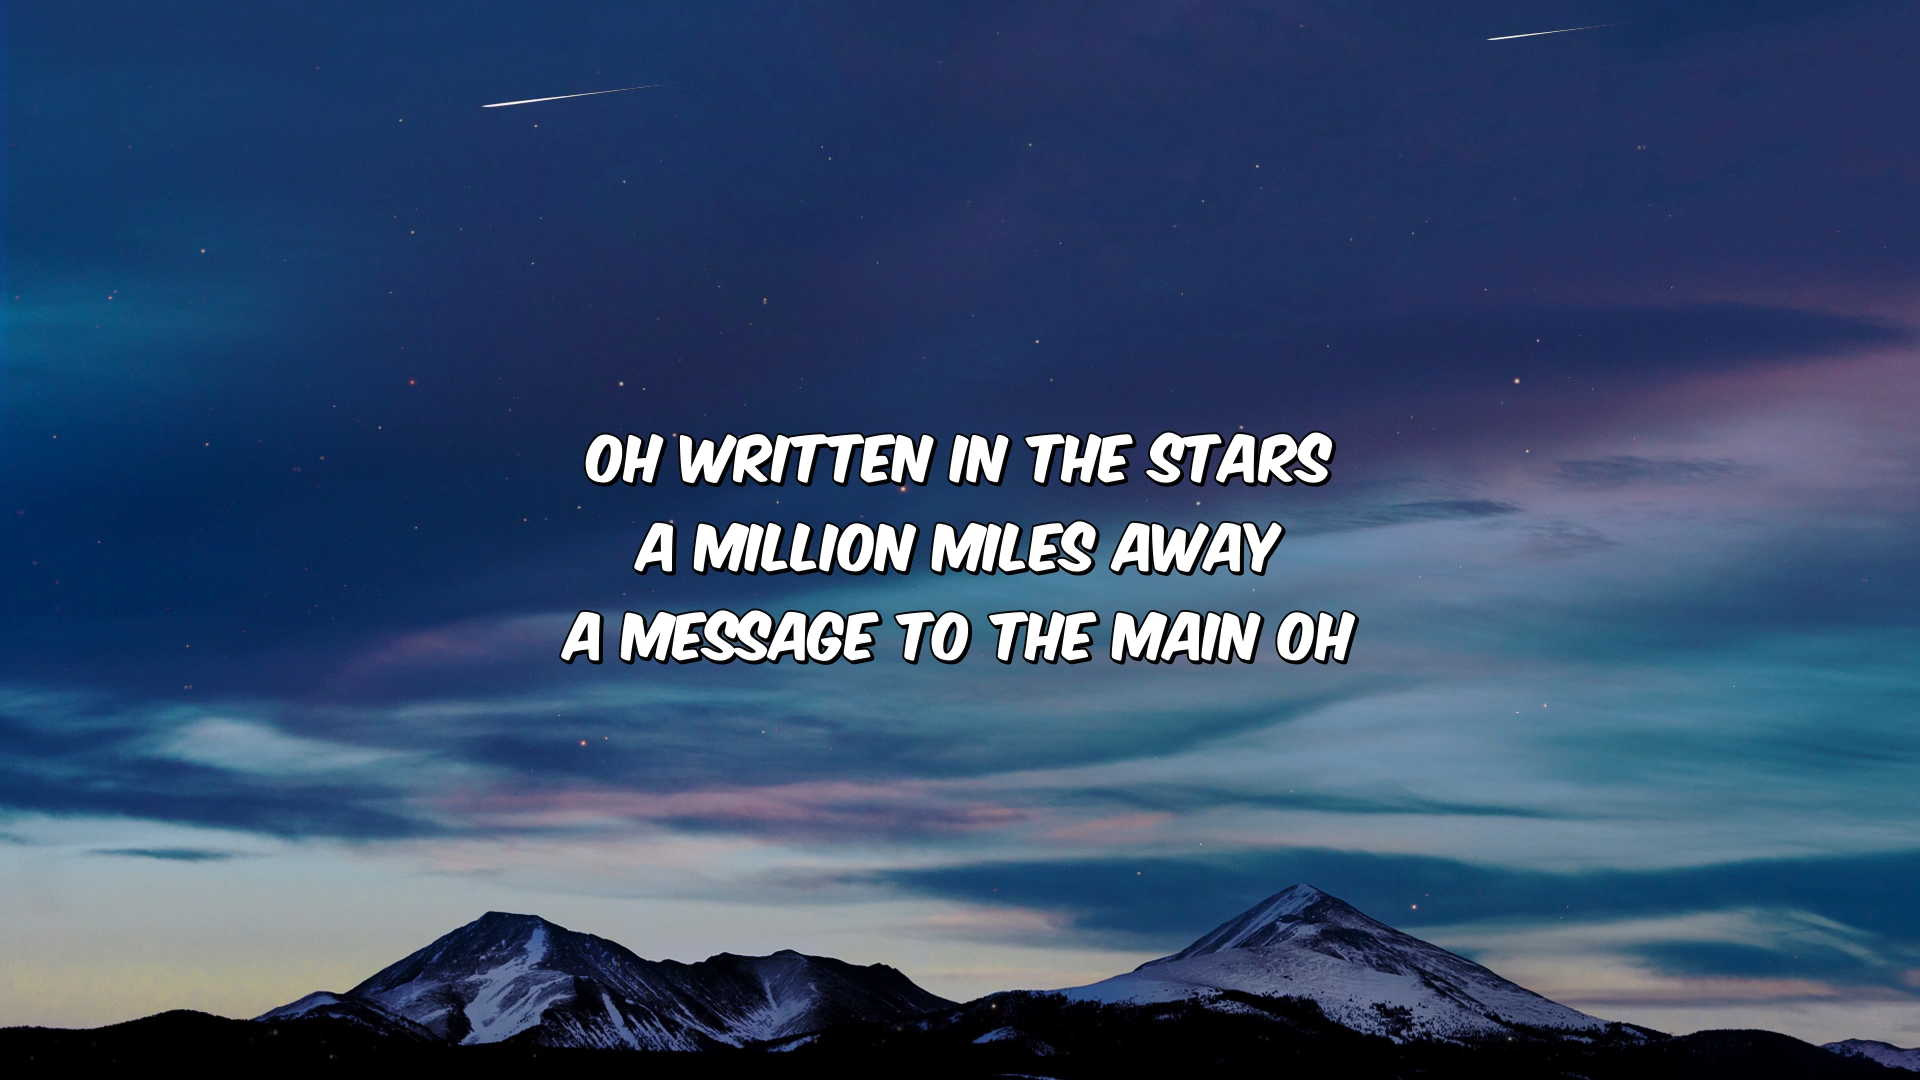 OH WRITTEN IN THE STARS
A MILLION MILES AWAY
A MESSAGE TO THE MAIN OH